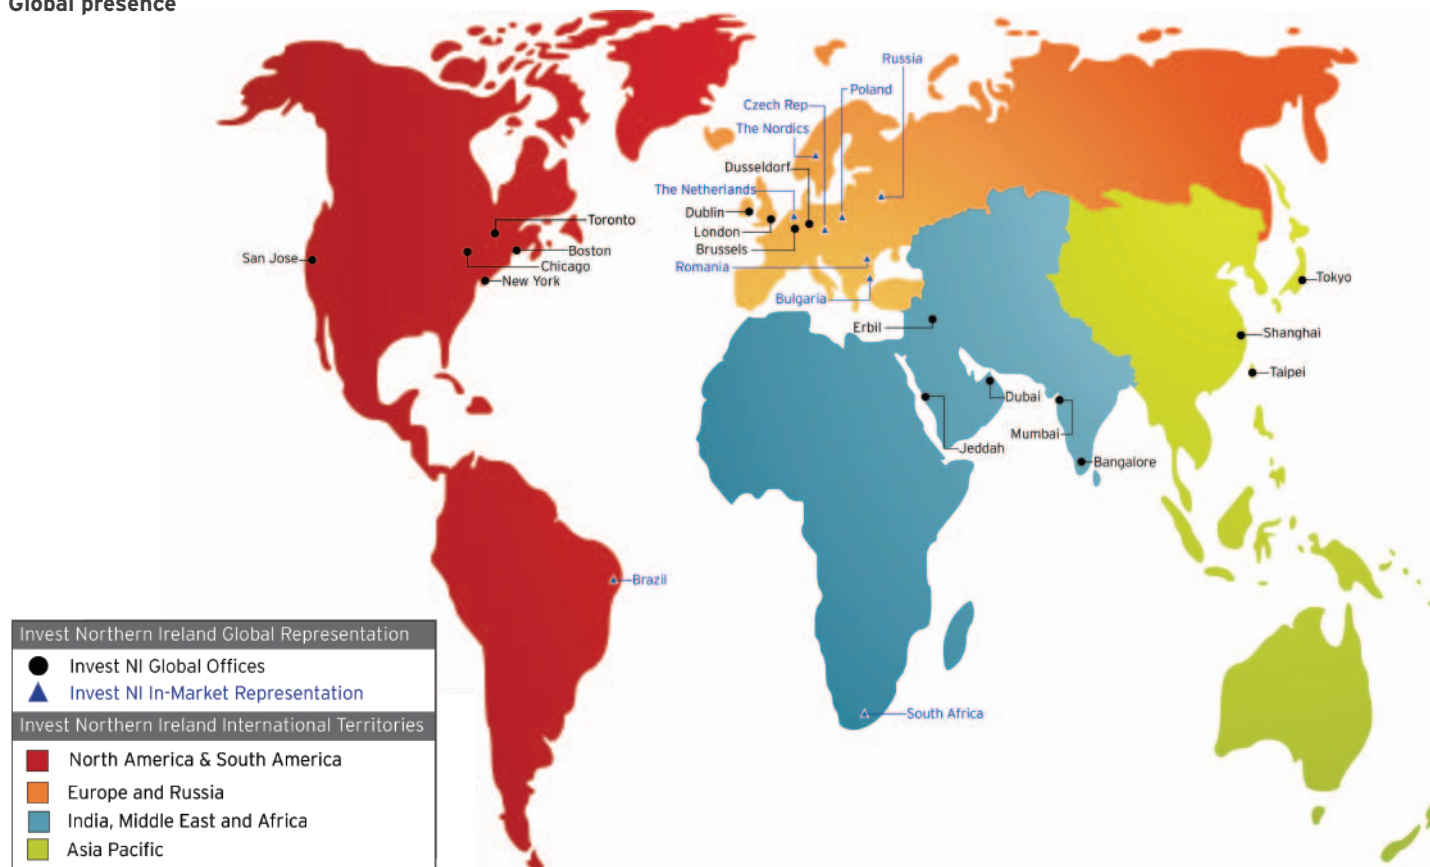 Global presence
Russia
Poland
Czech Rep
The Nordics
Dusseldorf
The Netherlands
Dublin
London
Brussels
Romania
Bulgaria
Toronto
Boston
San Jose
Chicago
New York
Tokyo
Erbil
Shanghai
Taipei
Dubai
Mumbai
Jeddah
Bangalore
Brazil
South Africa
Invest Northern Ireland Global Representation
Invest NI Global Offices
Invest NI In-Market Representation
Invest Northern Ireland International Territories
North America & South America
Europe and Russia
India, Middle East and Africa
Asia Pacific